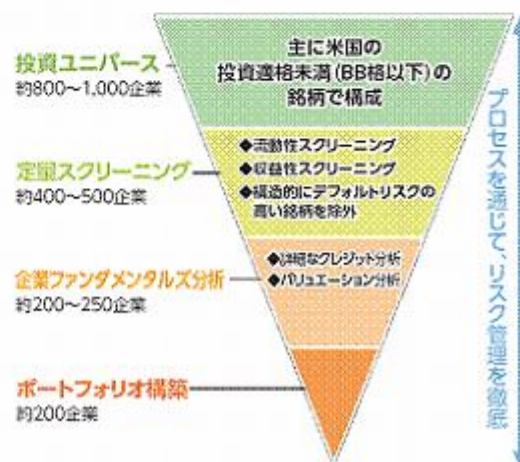 主に米国の
投資適格未満(BB格以下)の
銘柄で構成
投資ユニバース
約800～1,000企業
◆流動性スクリーニング
◆収益性スクリーニング
◆構造的にデフォルトリスクの
高い銘柄を除外
定量スクリーニング
約400～500企業
◆詳細なクレジット分析
◆バリュエーション分析
企業ファンダメンタルズ分析
約200～250企業
ポートフォリオ構築
約200企業
プロセスを通じて、リスク管理を徹底